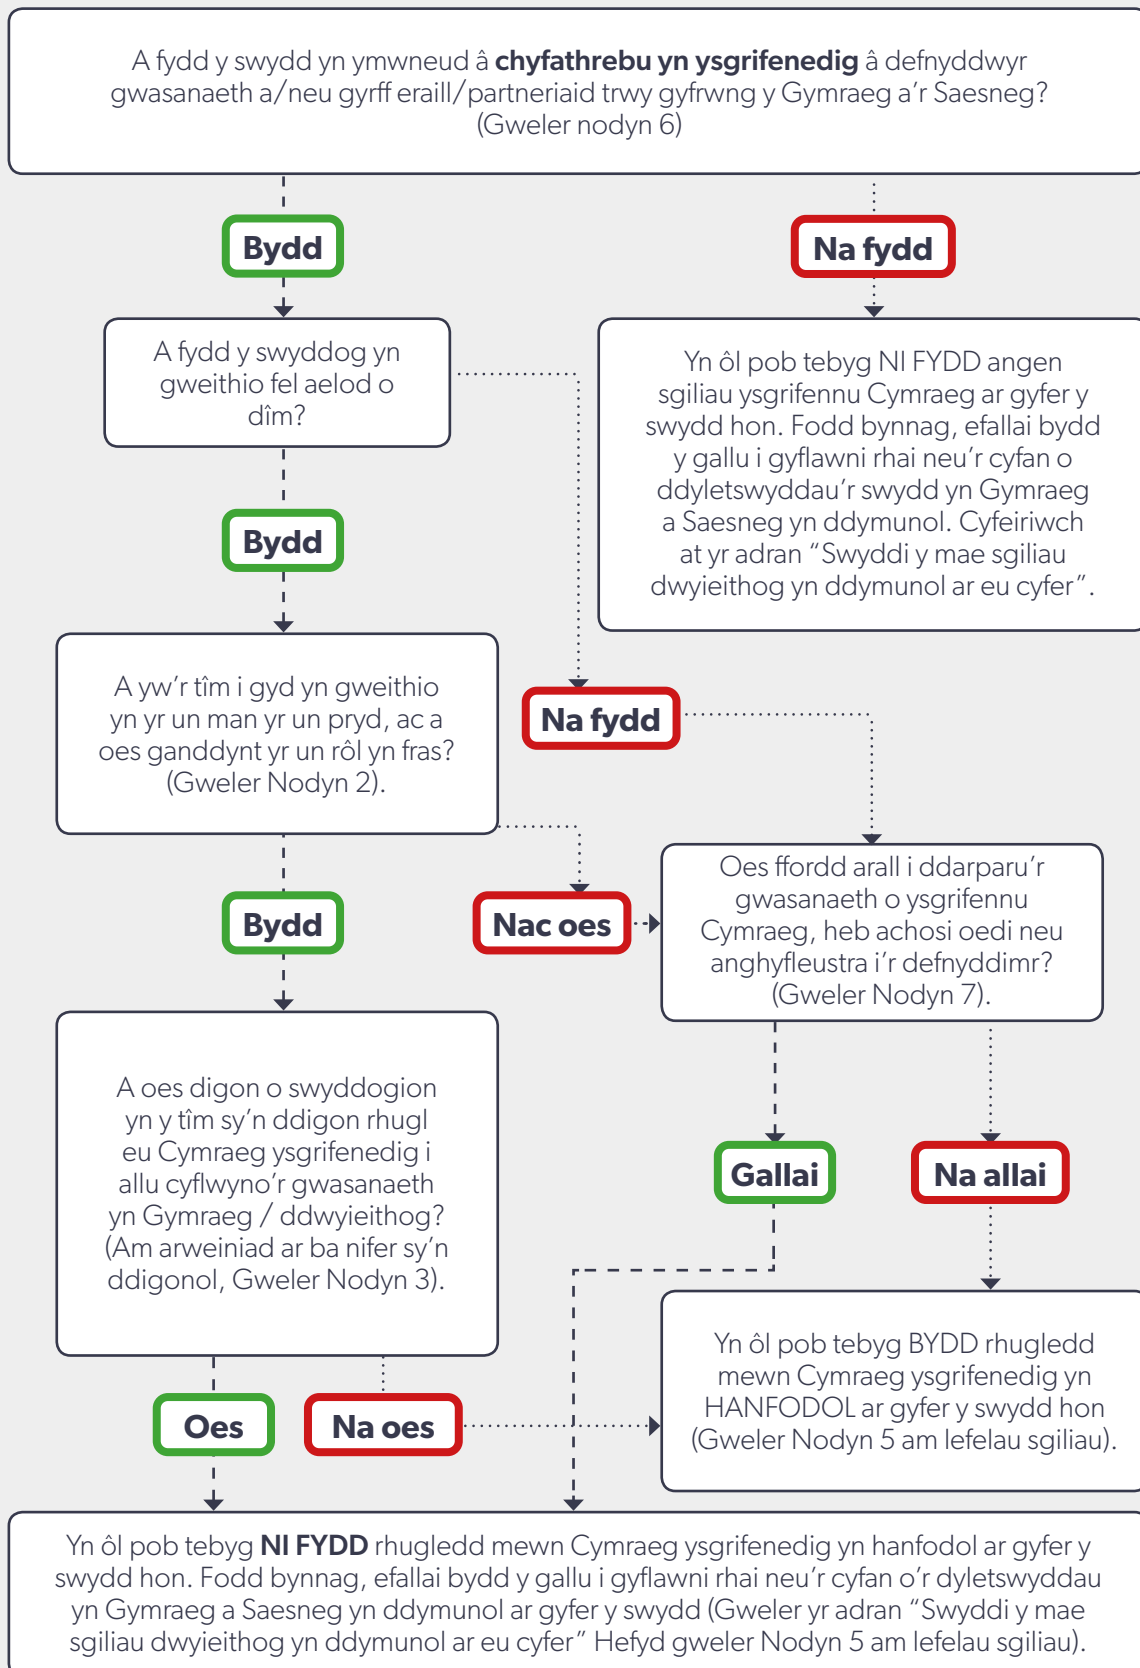 A fydd y swydd yn ymwneud â chyfathrebu yn ysgrifenedig â defnyddwyr
gwasanaeth a/neu gyrff eraill/partneriaid trwy gyfrwng y Gymraeg a'r Saesneg?
(Gweler nodyn 6)
Bydd
Na fydd
A fydd y swyddog yn
gweithio fel aelod o
dîm?
Yn ôl pob tebyg NI FYDD angen
sgiliau ysgrifennu Cymraeg ar gyfer y
swydd hon. Fodd bynnag, efallai bydd
y gallu i gyflawni rhai neu'r cyfan o
ddyletswyddau'r swydd yn Gymraeg
a Saesneg yn ddymunol. Cyfeiriwch
at yr adran “Swyddi y mae sgiliau
dwyieithog yn ddymunol ar eu cyfer”.
Bydd
A yw'r tîm i gyd yn gweithio
yn yr un man yr un pryd, ac a
oes ganddynt yr un rôl yn fras?
(Gweler Nodyn 2).
Na fydd
Bydd
Nac oes
Oes ffordd arall i ddarparu'r
gwasanaeth o ysgrifennu
Cymraeg, heb achosi oedi neu
anghyfleustra i'r defnyddimr?
(Gweler Nodyn 7).
A oes digon o swyddogion
yn y tîm sy'n ddigon rhugl
eu Cymraeg ysgrifenedig i
allu cyflwyno'r gwasanaeth
yn Gymraeg / ddwyieithog?
(Am arweiniad ar ba nifer sy'n
ddigonol, Gweler Nodyn 3).
Gallai
Na allai
Yn ôl pob tebyg BYDD rhugledd
mewn Cymraeg ysgrifenedig yn
HANFODOL ar gyfer y swydd hon
(Gweler Nodyn 5 am lefelau sgiliau).
Oes
Na oes
Yn ôl pob tebyg NI FYDD rhugledd mewn Cymraeg ysgrifenedig yn hanfodol ar gyfer y
swydd hon. Fodd bynnag, efallai bydd y gallu i gyflawni rhai neu'r cyfan o'r dyletswyddau
yn Gymraeg a Saesneg yn ddymunol ar gyfer y swydd (Gweler yr adran “Swyddi y mae
sgiliau dwyieithog yn ddymunol ar eu cyfer” Hefyd gweler Nodyn 5 am lefelau sgiliau).